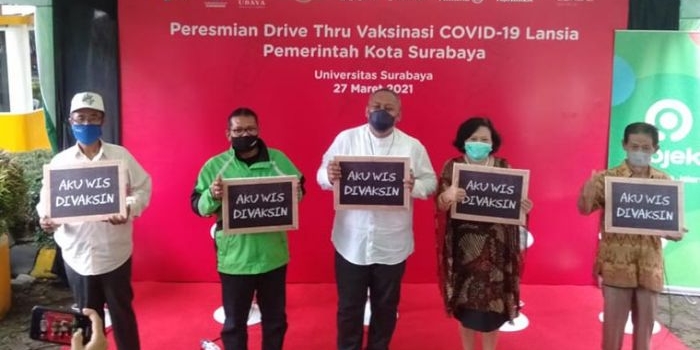 UBAYA
Peresmian Drive Thru Vaksinasi COVID-19 Lansia
Pemerintah Kota Surabaya
Universitas Surabaya
27 Maret 2021
AKU WIS
DIVAKSIN
AKU WIS
DIVAKSIN
AKU WIS
DIVAKSIN
AKU WIS
DIVAKSIN
AKU WIS
DIVAKSIN
ojek